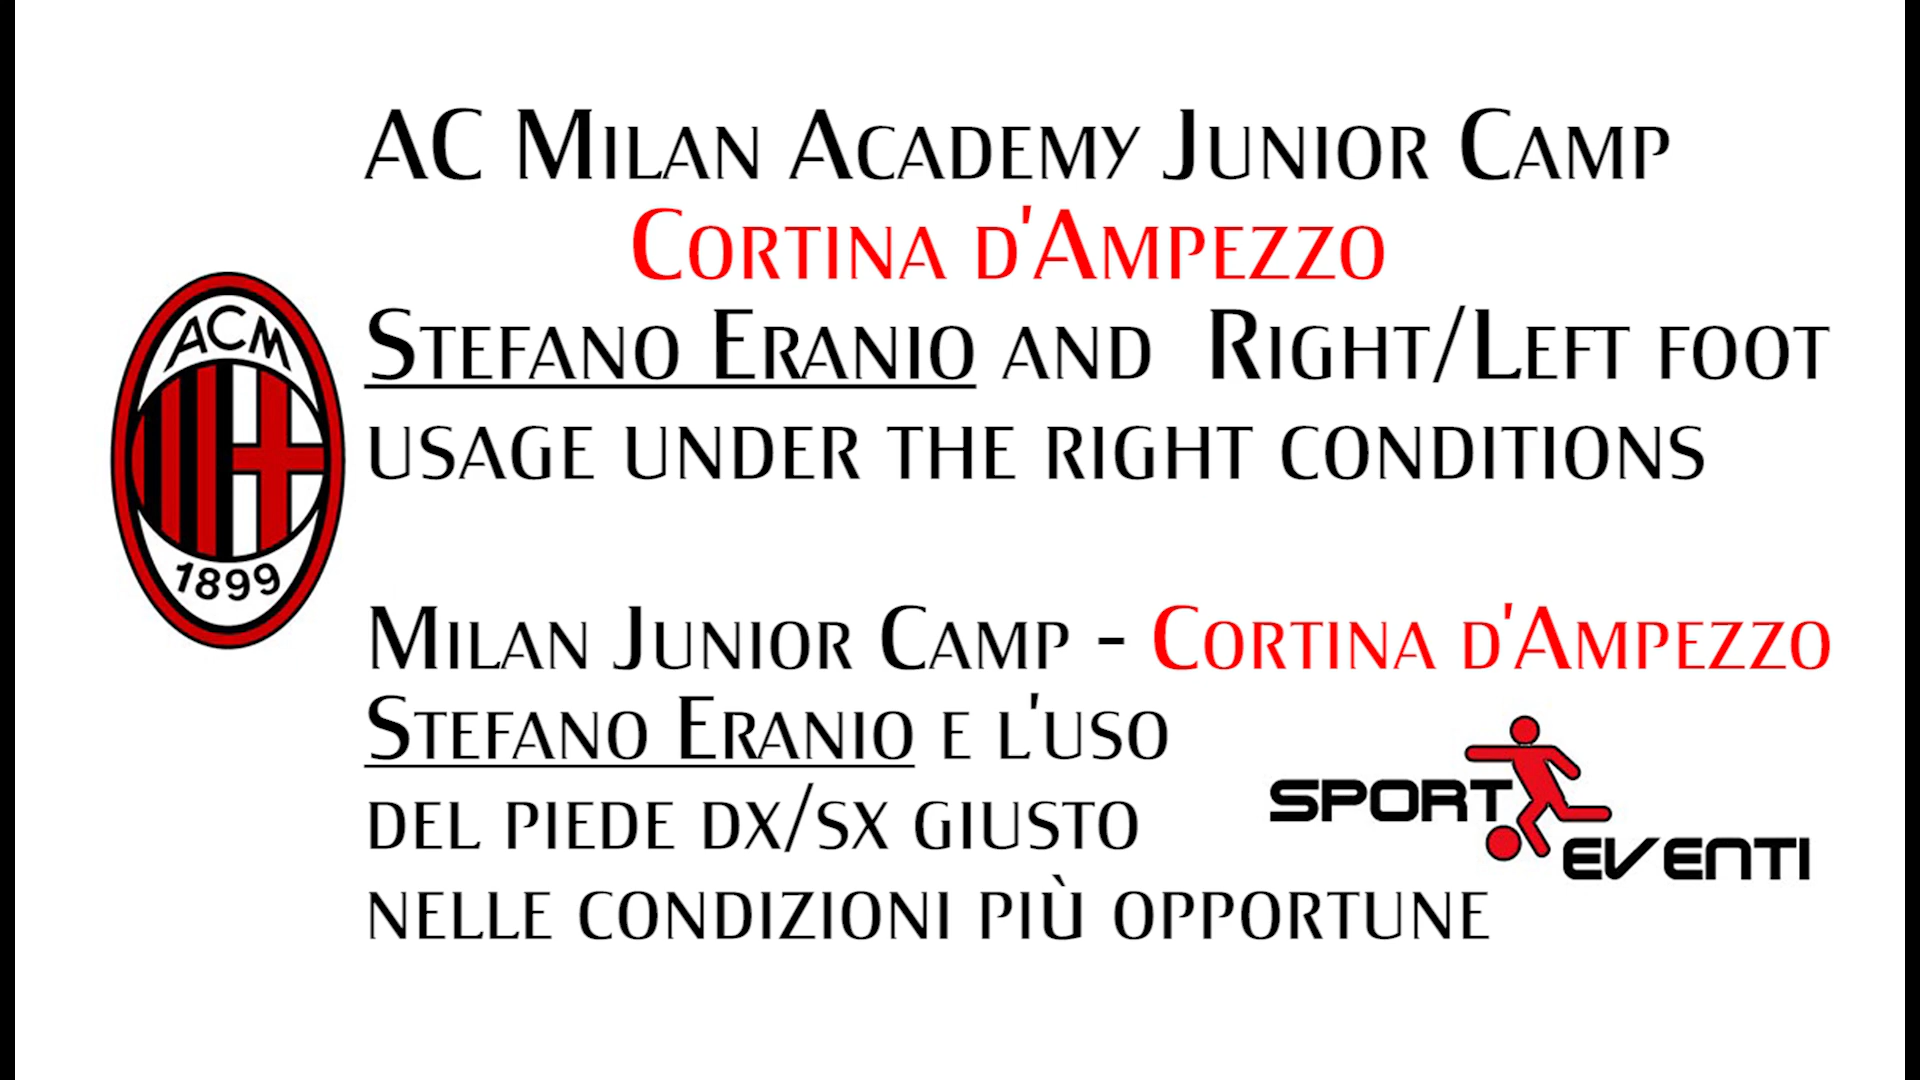 AC Milan Academy Junior Camp
Cortina d'Ampezzo
Stefano Eranio and Right/Left foot
usage under the right conditions
ACM
1899
Milan Junior Camp - Cortina d'Ampezzo
Stefano Eranio e l'uso
del piede dx/sx giusto
nelle condizioni più opportune
SPORT
EVENTI